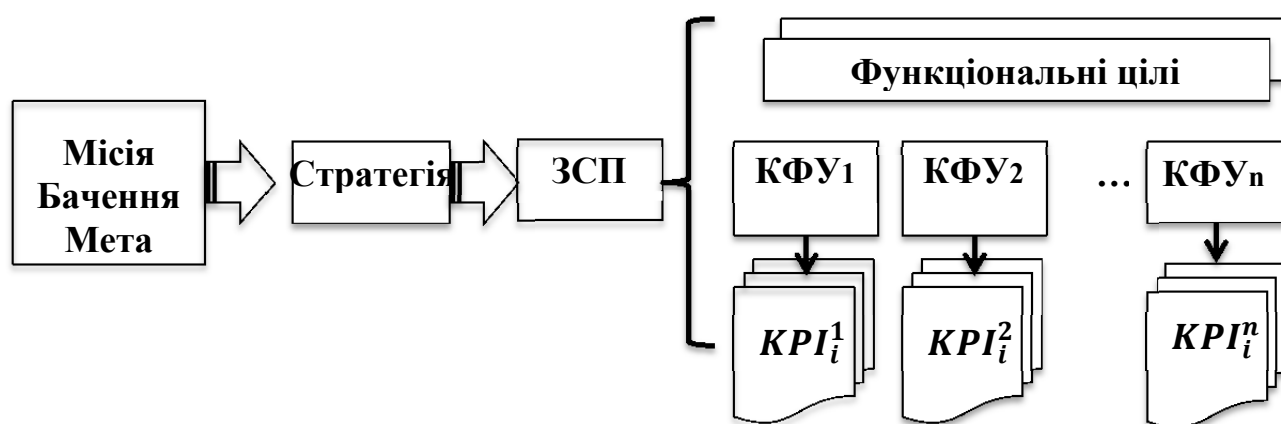 Функціональні цілі
Місія
Бачення
Мета
Стратегія
ЗСП
КФУ1
КФУ2
...
КФУn
KPI_i^1
KPI_i^2
KPI_i^n